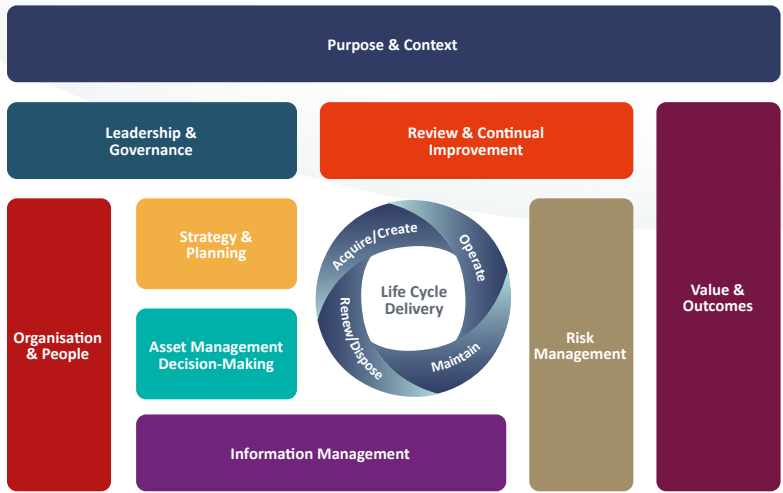 Purpose & Context
Leadership &
Governance
Review & Continual
Improvement
Value &
Outcomes
Organisation
& People
Strategy &
Planning
Asset Management
Decision-Making
Acquire/Create
Operate
Maintain
Renew/Dispose
Life Cycle
Delivery
Risk
Management
Information Management